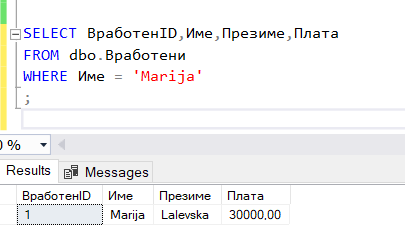 SELECT ВработенID,Име,Презиме,Плата
FROM dbo.Вработени
WHERE Име = 'Marija'
;
0 %
Results Messages
ВработенID Име Презиме Плата
1 Marija Lalevska 30000,00